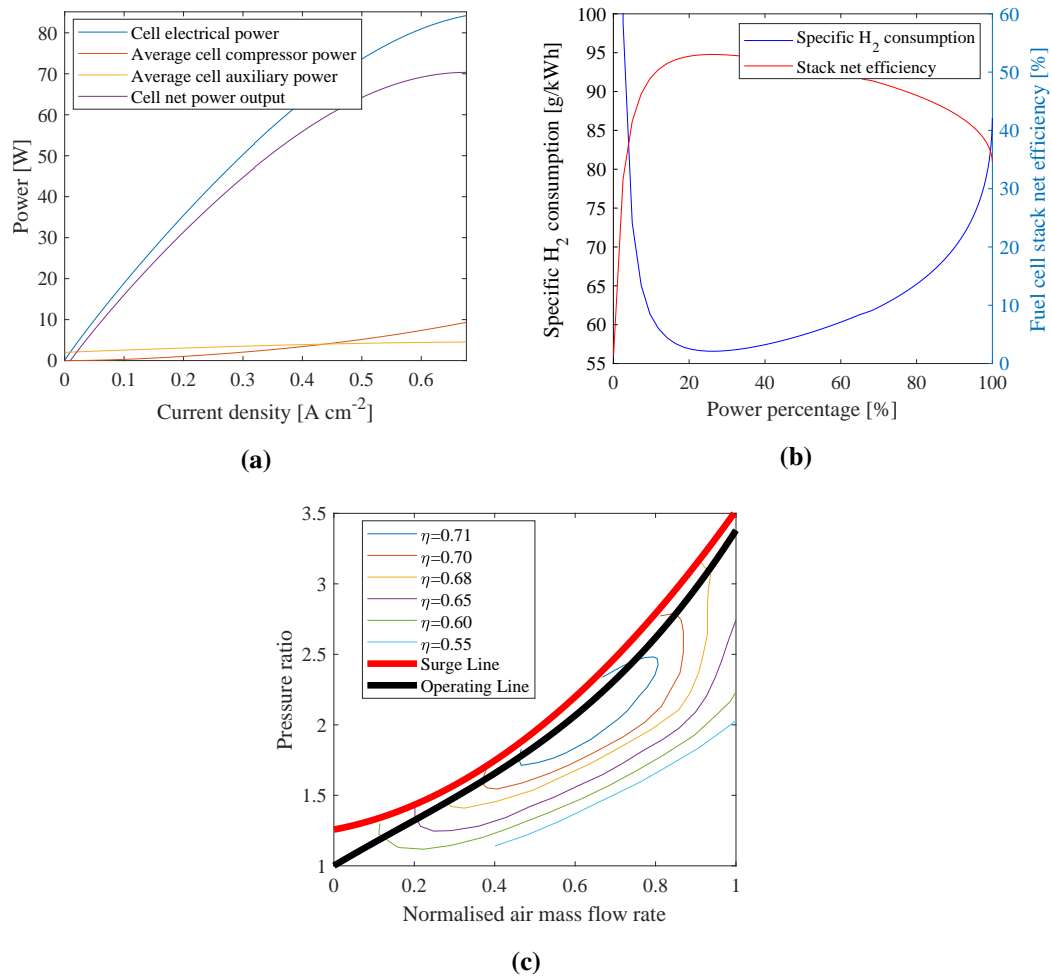 Cell electrical power
Average cell compressor power
Average cell auxiliary power
Cell net power output
Power [W]
80
70
60
50
40
30
20
10
0
0
0.1
0.2
0.3
0.4
0.5
0.6
Current density [A cm-2]
(a)
Specific H2 consumption
Stack net efficiency
Specific H2 consumption [g/kWh]
100
95
90
85
80
75
70
65
60
55
0
20
40
60
80
100
Power percentage [%]
60
50
40
30
20
10
0
Fuel cell stack net efficiency [%]
(b)
η=0.71
η=0.70
η=0.68
η=0.65
η=0.60
η=0.55
Surge Line
Operating Line
Pressure ratio
3.5
3
2.5
2
1.5
1
0
0.2
0.4
0.6
0.8
1
Normalised air mass flow rate
(c)